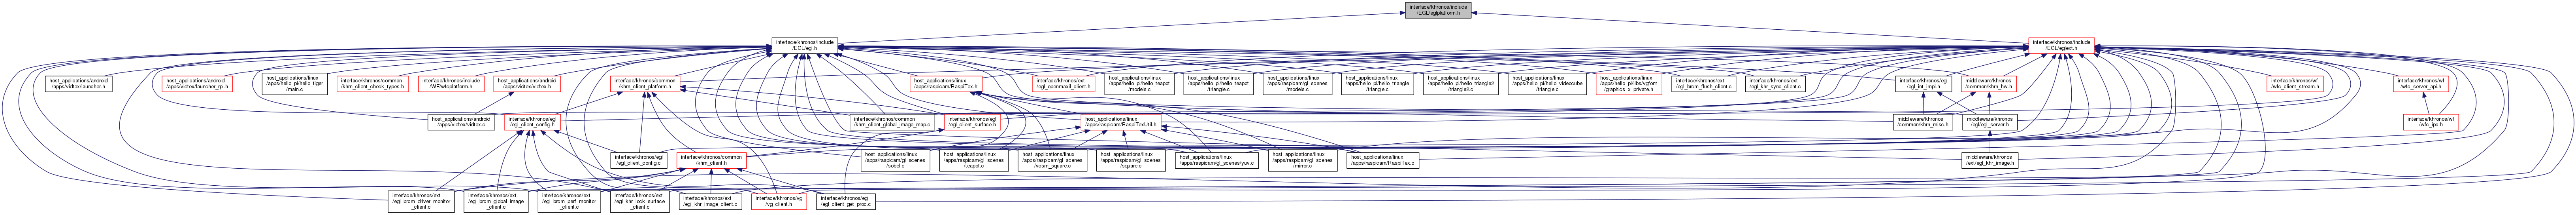 interface/khronos/include
/EGL/eglplatform.h
interface/khronos/include
/EGL/egl.h
interface/khronos/include
/EGL/eglext.h
host_applications/android
/apps/vidtex/launcher.h
host_applications/android
/apps/vidtex/launcher_rpi.h
host_applications/linux
/apps/hello_pi/hello_tiger
/main.c
interface/khronos/common
/khrn_client_check_types.h
interface/khronos/include
/WF/wfcplatform.h
host_applications/android
/apps/vidtex/vidtex.h
interface/khronos/common
/khrn_client_platform.h
host_applications/linux
/apps/raspicam/RaspiTex.h
interface/khronos/ext
/egl_openmaxil_client.h
host_applications/linux
/apps/hello_pi/hello_teapot
/models.c
host_applications/linux
/apps/hello_pi/hello_teapot
/triangle.c
host_applications/linux
/apps/raspicam/gl_scenes
/models.c
host_applications/linux
/apps/hello_pi/hello_triangle
/triangle.c
host_applications/linux
/apps/hello_pi/hello_triangle2
/triangle2.c
host_applications/linux
/apps/hello_pi/hello_videocube
/triangle.c
host_applications/linux
/apps/hello_pi/libs/vgfont
/graphics_x_private.h
interface/khronos/ext
/egl_brcm_flush_client.c
interface/khronos/ext
/egl_khr_sync_client.c
interface/khronos/egl
/egl_int_impl.h
middleware/khronos
/common/khrn_hw.h
interface/khronos/wf
/wfc_client_stream.h
interface/khronos/wf
/wfc_server_api.h
host_applications/android
/apps/vidtex/vidtex.c
interface/khronos/egl
/egl_client_config.h
interface/khronos/common
/khrn_client_global_image_map.c
interface/khronos/egl
/egl_client_surface.h
host_applications/linux
/apps/raspicam/RaspiTexUtil.h
middleware/khronos
/common/khrn_misc.h
middleware/khronos
/egl/egl_server.h
interface/khronos/wf
/wfc_ipc.h
interface/khronos/egl
/egl_client_config.c
interface/khronos/common
/khrn_client.h
host_applications/linux
/apps/raspicam/gl_scenes
/sobel.c
host_applications/linux
/apps/raspicam/gl_scenes
/teapot.c
host_applications/linux
/apps/raspicam/gl_scenes
/vcsm_square.c
host_applications/linux
/apps/raspicam/gl_scenes
/square.c
host_applications/linux
/apps/raspicam/gl_scenes/yuv.c
host_applications/linux
/apps/raspicam/gl_scenes
/mirror.c
host_applications/linux
/apps/raspicam/RaspiTex.c
middleware/khronos
/ext/egl_khr_image.h
interface/khronos/ext
/egl_brcm_driver_monitor
_client.c
interface/khronos/ext
/egl_brcm_global_image
_client.c
interface/khronos/ext
/egl_brcm_perf_monitor
_client.c
interface/khronos/ext
/egl_khr_lock_surface
_client.c
interface/khronos/ext
/egl_khr_image_client.c
interface/khronos/vg
/vg_client.h
interface/khronos/egl
/egl_client_get_proc.c